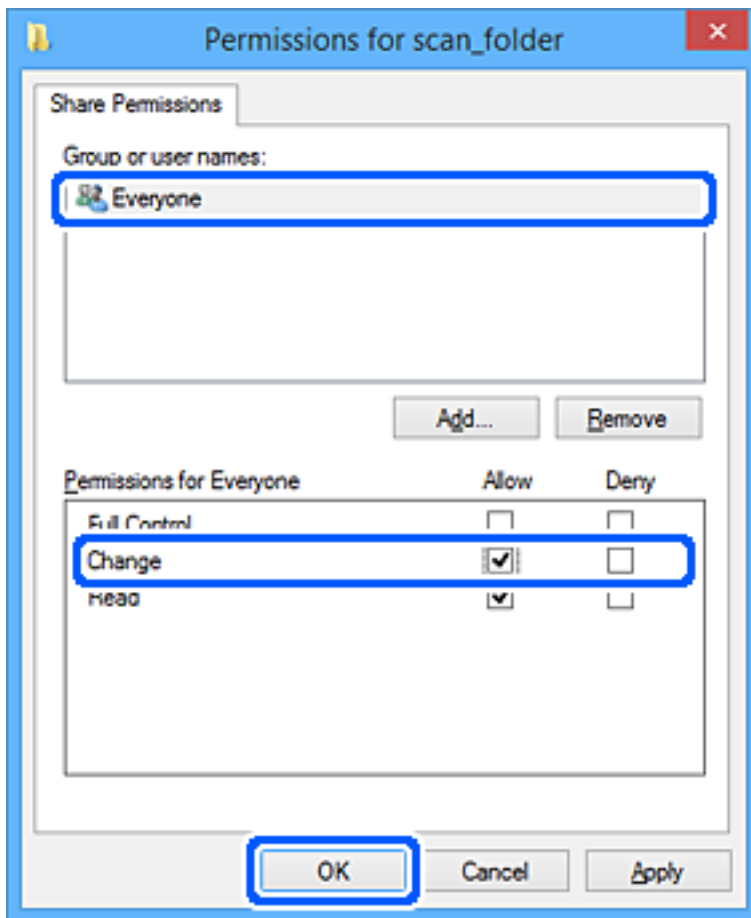 Permissions for scan_folder
Share Permissions
Group or user names:
Everyone
Add... Remove
Permissions for Everyone Allow Deny
Full Control
Change
Read
OK Cancel Apply